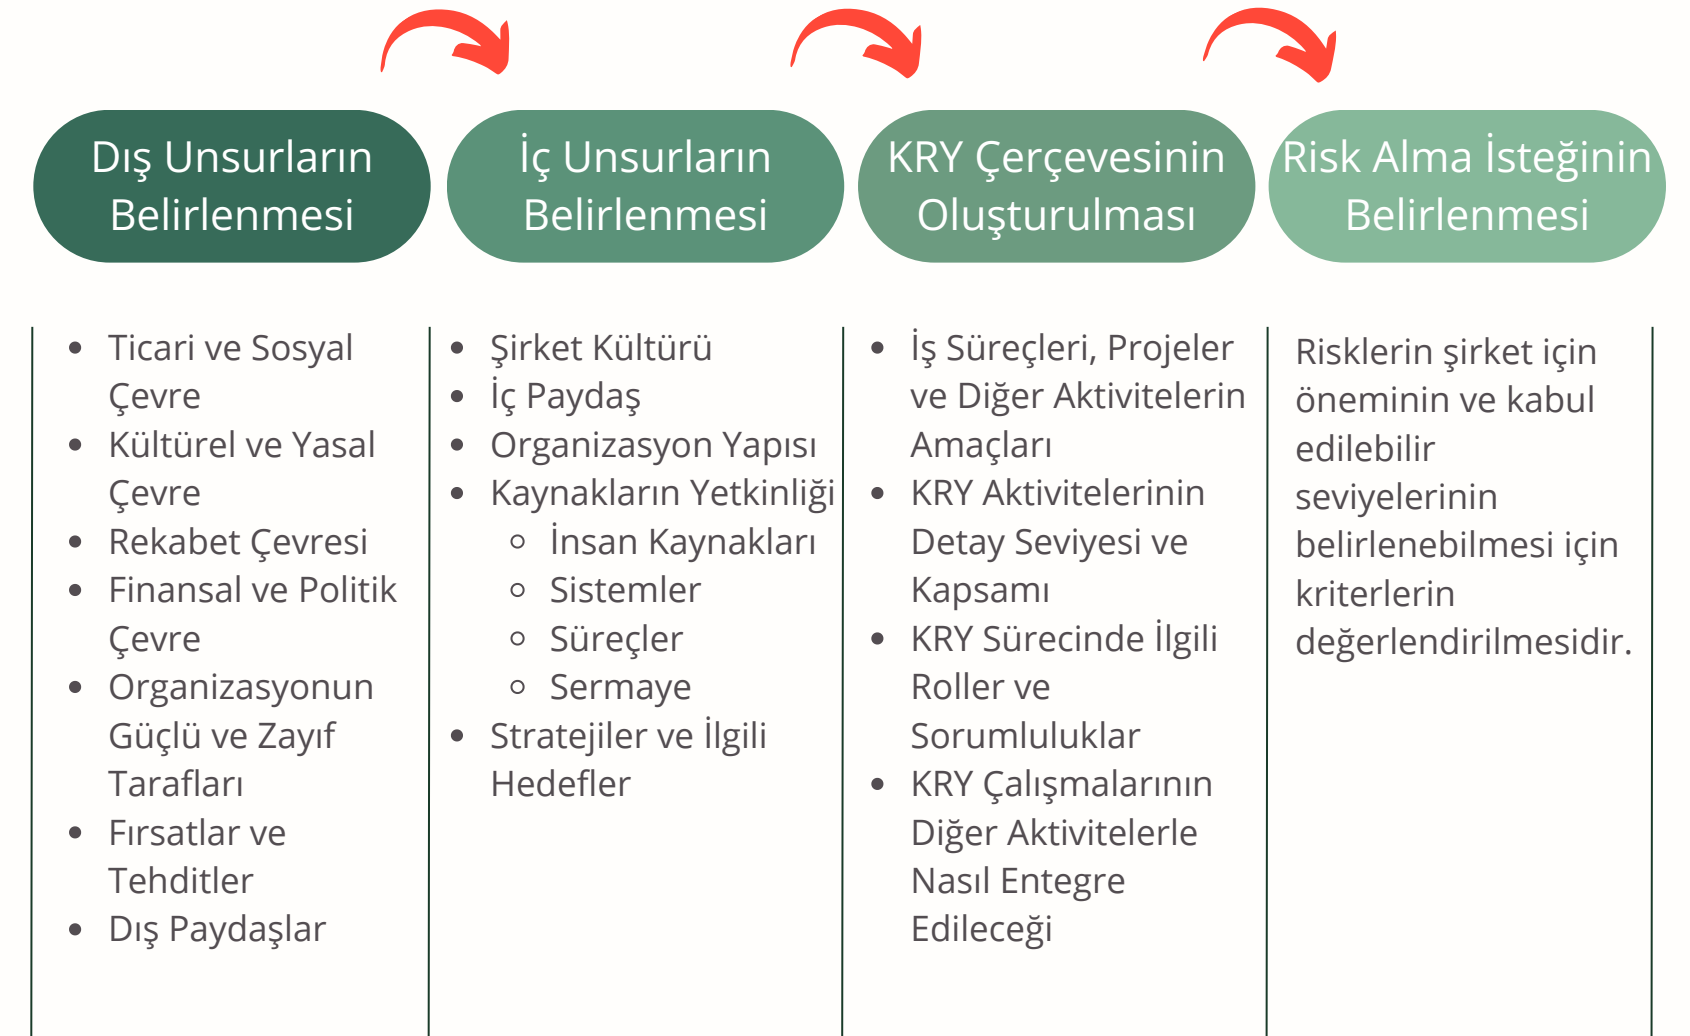 Dış Unsurların
Belirlenmesi
İç Unsurların
Belirlenmesi
KRY Çerçevesinin
Oluşturulması
Risk Alma İsteğinin
Belirlenmesi
• Ticari ve Sosyal
Çevre
• Kültürel ve Yasal
Çevre
• Rekabet Çevresi
• Finansal ve Politik
Çevre
• Organizasyonun
Güçlü ve Zayıf
Tarafları
• Fırsatlar ve
Tehditler
• Dış Paydaşlar
• Şirket Kültürü
• İç Paydaş
• Organizasyon Yapısı
• Kaynakların Yetkinliği
◦ İnsan Kaynakları
◦ Sistemler
◦ Süreçler
◦ Sermaye
• Stratejiler ve İlgili
Hedefler
• İş Süreçleri, Projeler
ve Diğer Aktivitelerin
Amaçları
• KRY Aktivitelerinin
Detay Seviyesi ve
Kapsamı
• KRY Sürecinde İlgili
Roller ve
Sorumluluklar
• KRY Çalışmalarının
Diğer Aktivitelerle
Nasıl Entegre
Edileceği
Risklerin şirket için
öneminin ve kabul
edilebilir
seviyelerinin
belirlenebilmesi için
kriterlerin
değerlendirilmesidir.